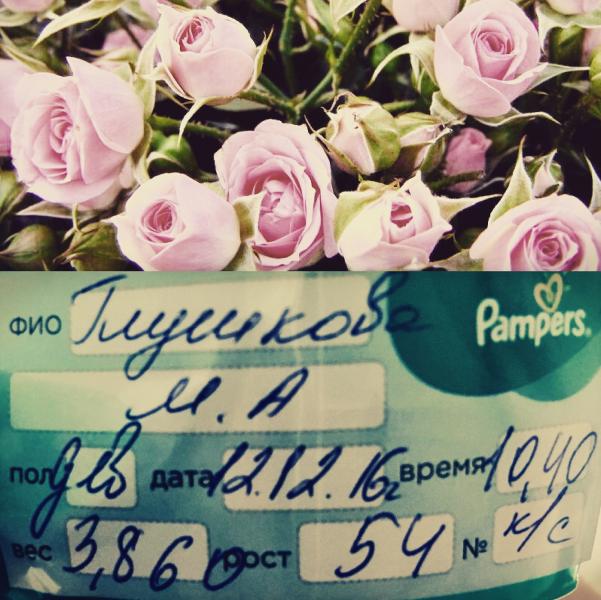 ФИО Глушкова
Pampers.
М. А
пол дев дата 12.12.16г время 10,40
вес 3,860 рост 54 № к/с